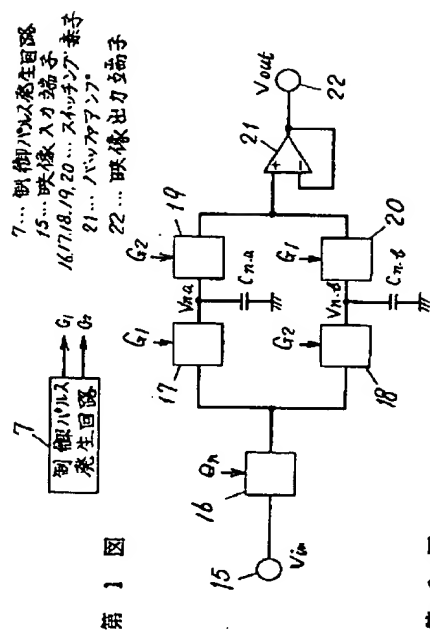 第 1 図
7… 制御パルス発生回路
15… 映像入力端子
16.17.18.19.20… スイッチング素子
21… バッファアンプ
22… 映像出力端子
7
制御パルス
発生回路
G1
G2
15
Vin
16
Qn
17
G1
Vn-a
Cn-a
G2
19
18
G2
Vn-b
Cn-b
G1
20
21
+
-
Vout
22